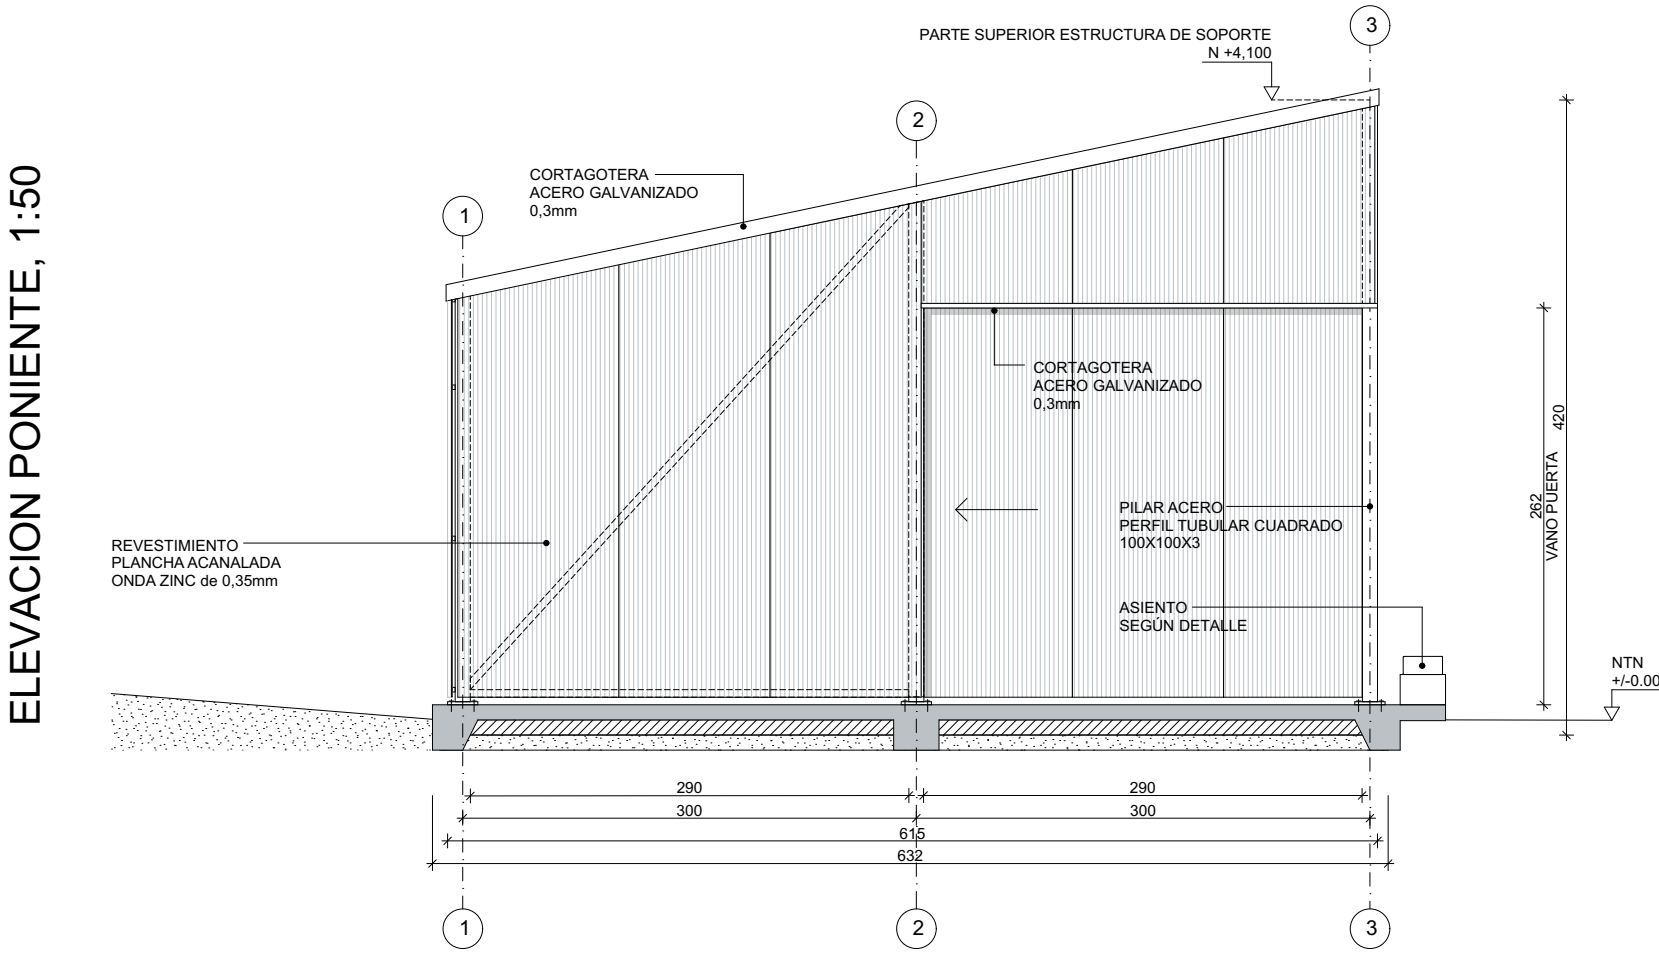 ELEVACION PONIENTE, 1:50
3
PARTE SUPERIOR ESTRUCTURA DE SOPORTE
N +4,100
2
1
CORTAGOTERA
ACERO GALVANIZADO
0,3mm
CORTAGOTERA
ACERO GALVANIZADO
0,3mm
420
262
VANO PUERTA
PILAR ACERO
PERFIL TUBULAR CUADRADO
100X100X3
REVESTIMIENTO
PLANCHA ACANALADA
ONDA ZINC de 0,35mm
ASIENTO
SEGÚN DETALLE
NTN
+/-0.00
290
290
300
300
615
632
1
2
3